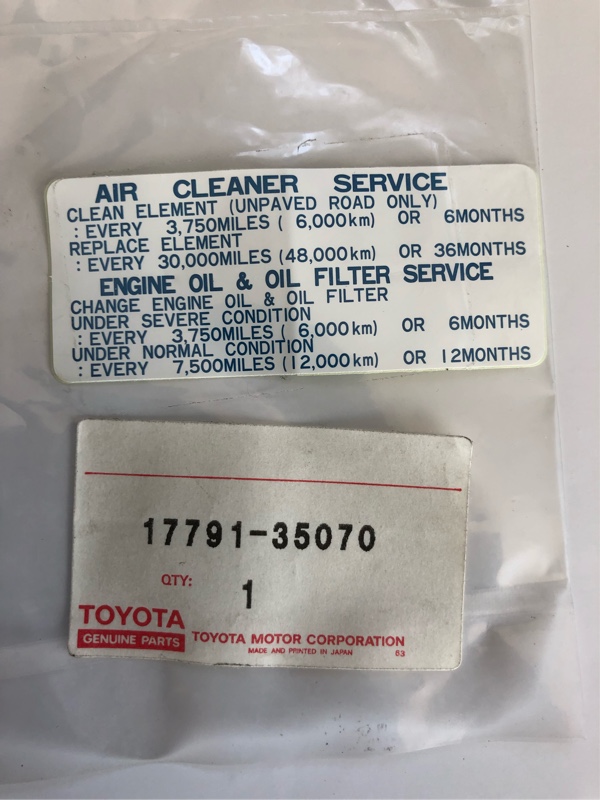 AIR CLEANER SERVICE
CLEAN ELEMENT (UNPAVED ROAD ONLY)
: EVERY 3,750MILES ( 6,000km) OR 6MONTHS
REPLACE ELEMENT
: EVERY 30,000MILES (48,000km) OR 36MONTHS
ENGINE OIL & OIL FILTER SERVICE
CHANGE ENGINE OIL & OIL FILTER
UNDER SEVERE CONDITION
: EVERY 3,750MILES ( 6,000km) OR 6MONTHS
UNDER NORMAL CONDITION
: EVERY 7,500MILES (12,000km) OR 12MONTHS
17791-35070
QTY: 1
TOYOTA
GENUINE PARTS
TOYOTA MOTOR CORPORATION
MADE AND PRINTED IN JAPAN 53